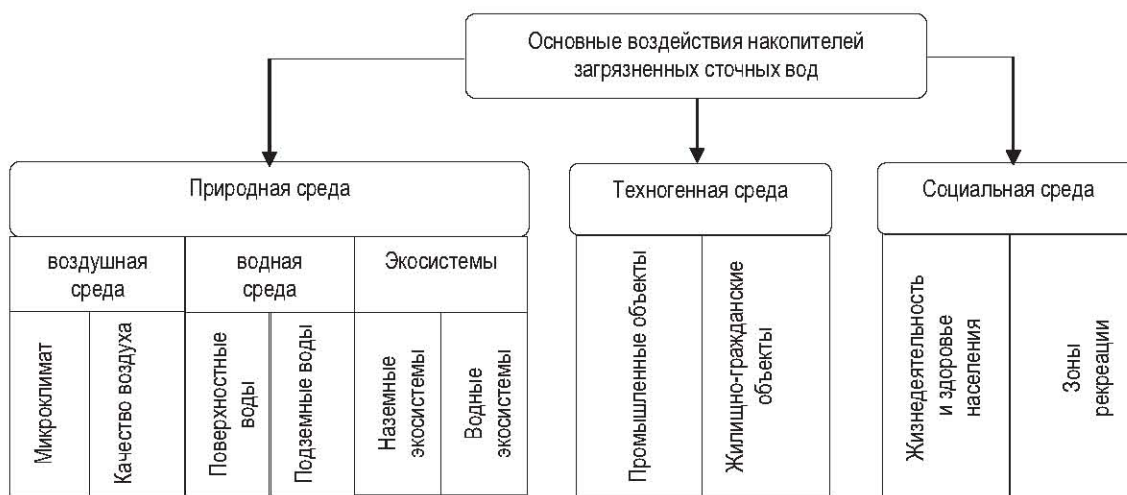 Основные воздействия накопителей
загрязненных сточных вод
Природная среда
Техногенная среда
Социальная среда
воздушная
среда
водная
среда
Экосистемы
Микроклимат
Качество воздуха
Поверхностные
воды
Подземные воды
Наземные
экосистемы
Водные
экосистемы
Промышленные объекты
Жилищно-гражданские
объекты
Жизнедеятельность
и здоровье
населения
Зоны
рекреации